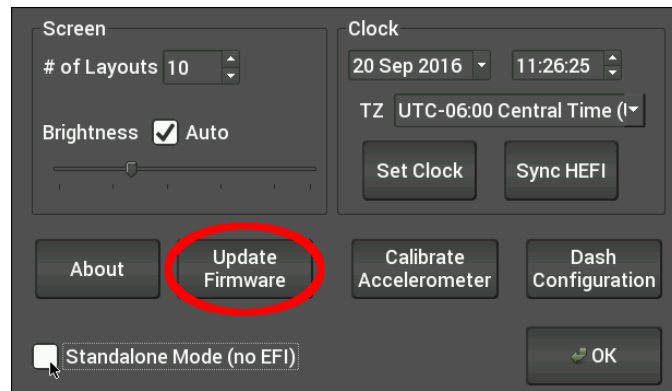 Screen
# of Layouts 10
Brightness Auto
Clock
20 Sep 2016 11:26:25
TZ UTC-06:00 Central Time (
Set Clock Sync HEFI
About
Update
Firmware
Calibrate
Accelerometer
Dash
Configuration
Standalone Mode (no EFI)
OK